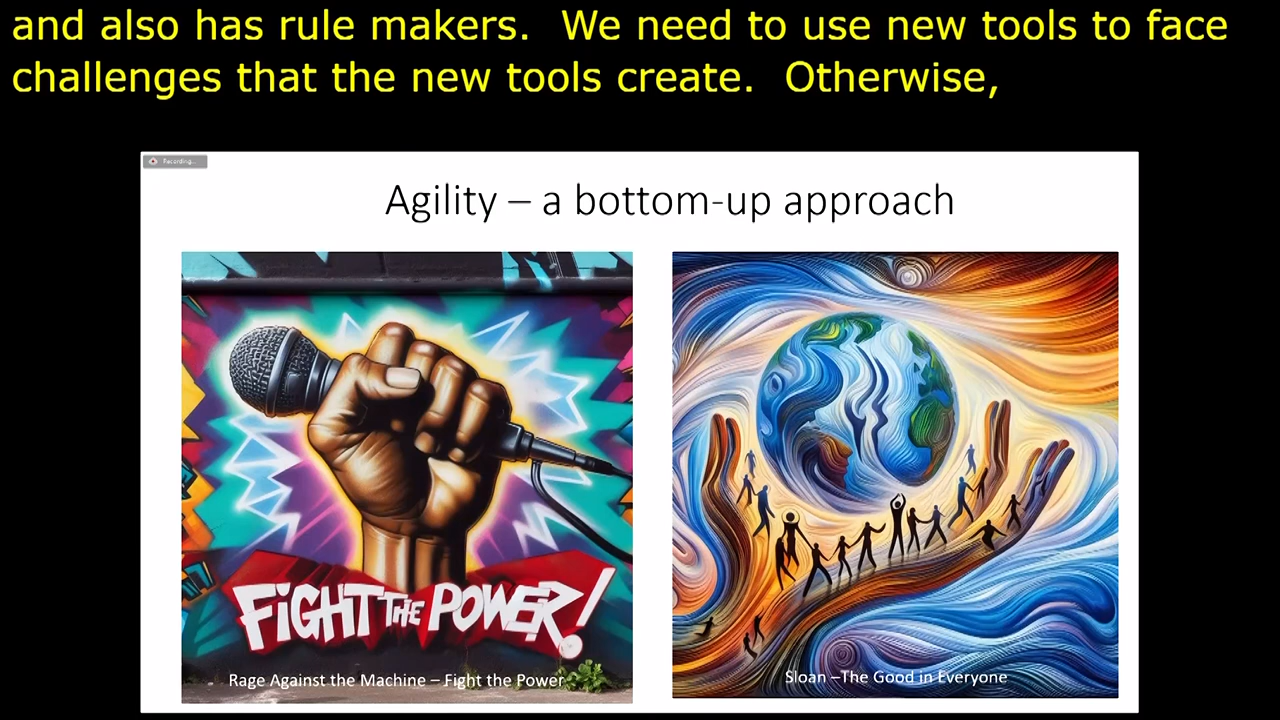 and also has rule makers.  We need to use new tools to face
challenges that the new tools create.  Otherwise,
Recording...
Agility – a bottom-up approach
FiGHT THE POWER!
Rage Against the Machine – Fight the Power
Sloan –The Good in Everyone